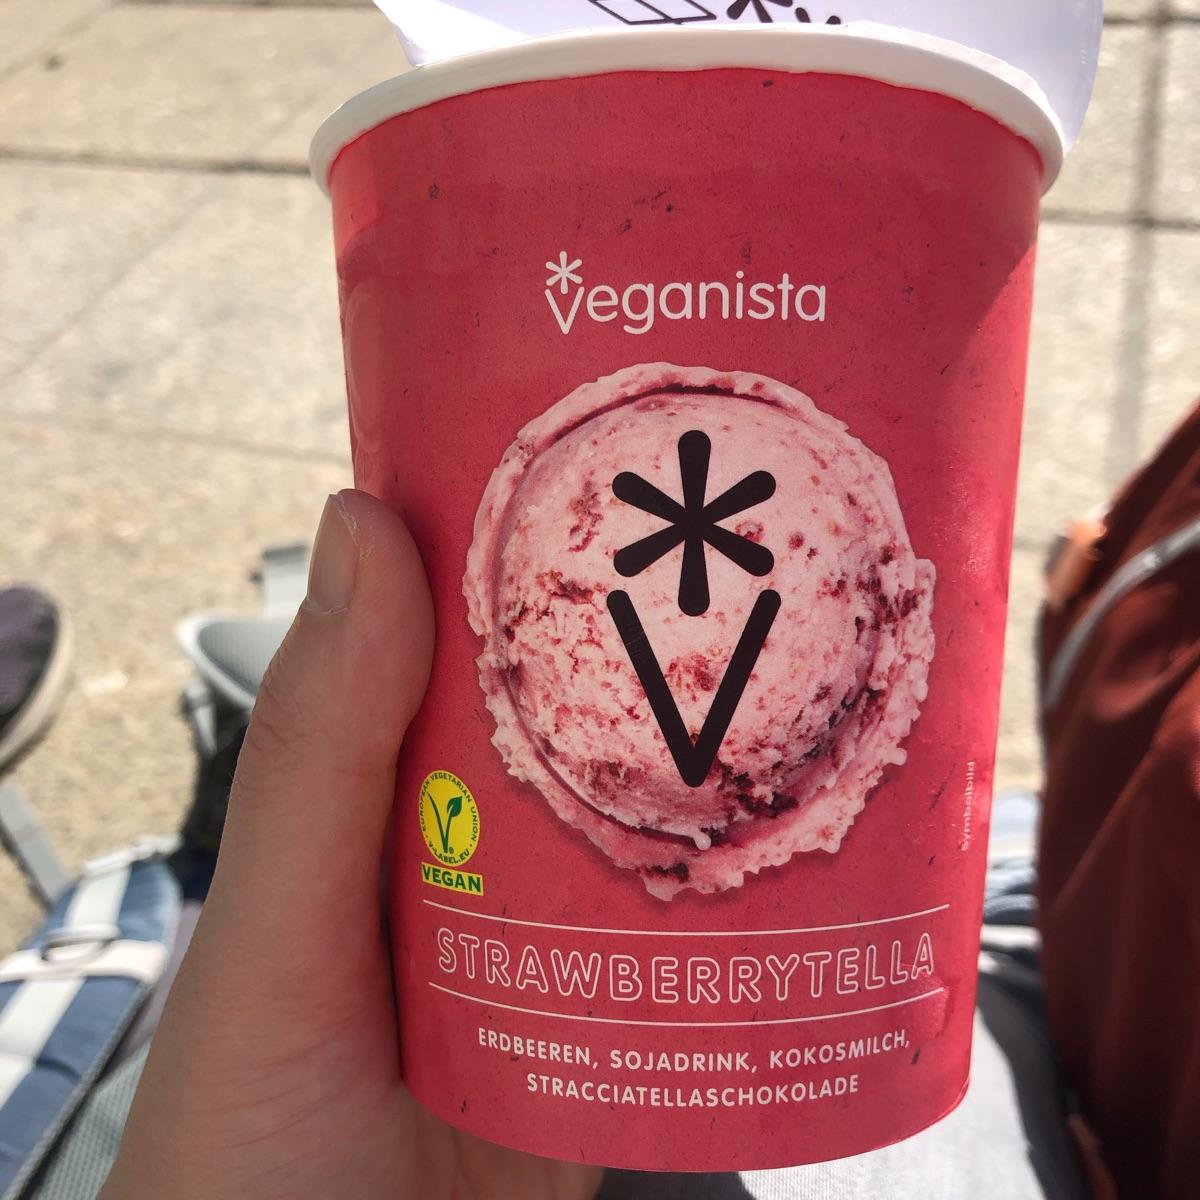 veganista
EUROPEAN VEGETARIAN UNION
V-LABEL.EU
VEGAN
Symbolbild
STRAWBERRYTELLA
ERDBEEREN, SOJADRINK, KOKOSMILCH,
STRACCIATELLASCHOKOLADE